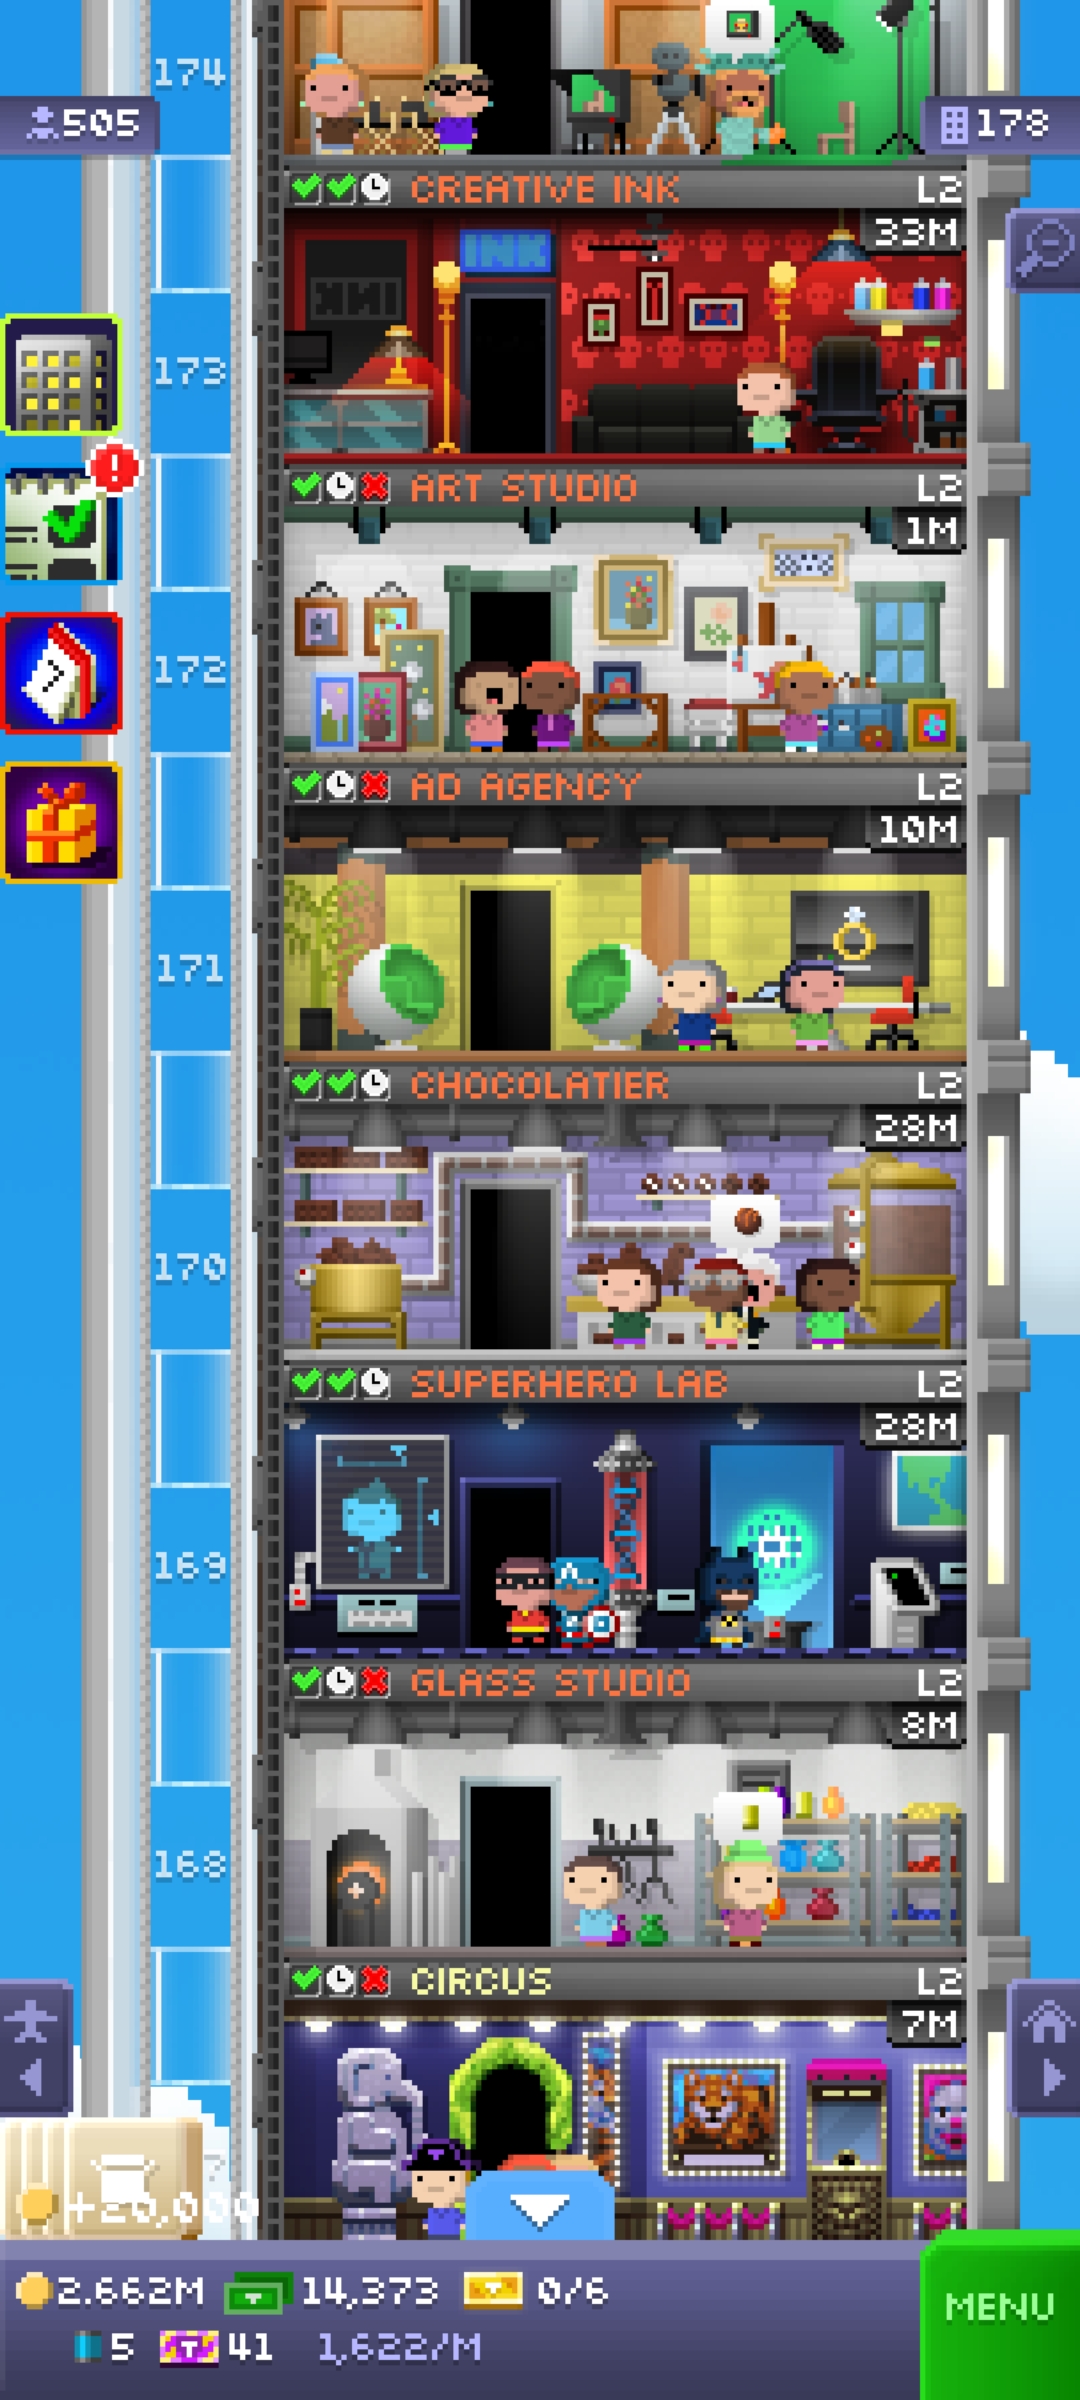 174
505
178
CREATIVE INK L2
33M
INK
173
ART STUDIO L2
1M
172
AD AGENCY L2
10M
171
CHOCOLATIER L2
28M
170
SUPERHERO LAB L2
28M
169
GLASS STUDIO L2
8M
168
CIRCUS L2
7M
2.662M 14,373 0/6
5 T 41 1,622/M
MENU